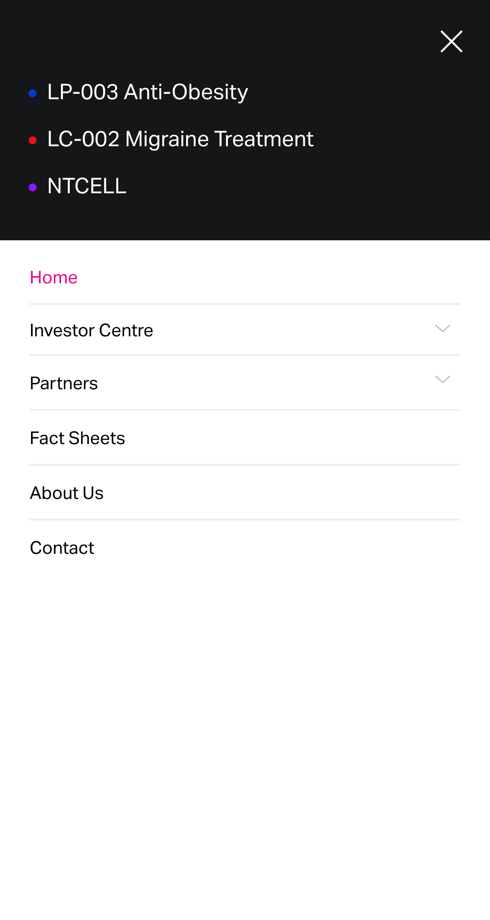 LP-003 Anti-Obesity
LC-002 Migraine Treatment
NTCELL
Home
Investor Centre
Partners
Fact Sheets
About Us
Contact